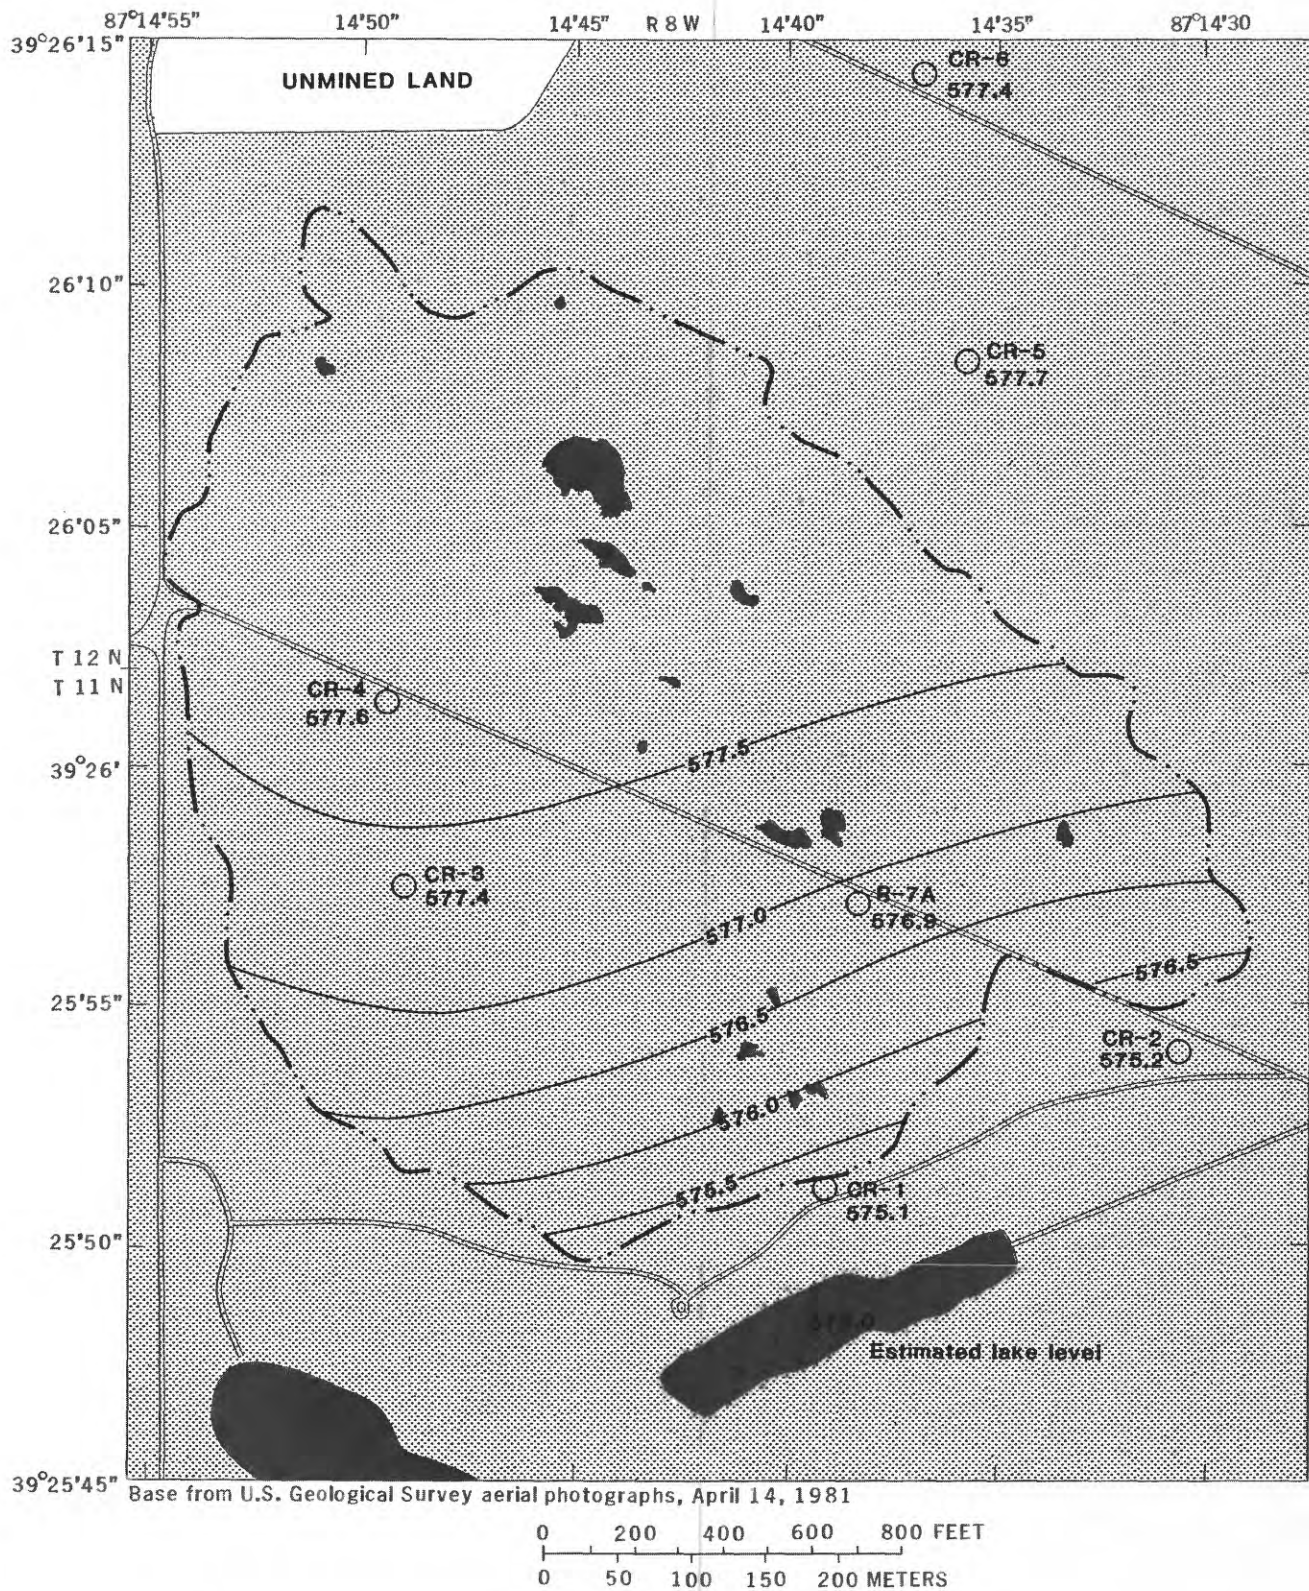 87°14'55" 14'50" 14'45" R 8 W 14'40" 14'35" 87°14'30
39°26'15"
UNMINED LAND
CR-6
577.4
26'10"
CR-5
577.7
26'05"
T 12 N
T 11 N
CR-4
577.6
577.5
39°26'
CR-3
577.4
R-7A
576.9
577.0
576.5
25'55"
576.5
CR-2
575.2
576.0
575.5
CR-1
575.1
25'50"
Estimated lake level
39°25'45"
Base from U.S. Geological Survey aerial photographs, April 14, 1981
0 200 400 600 800 FEET
0 50 100 150 200 METERS